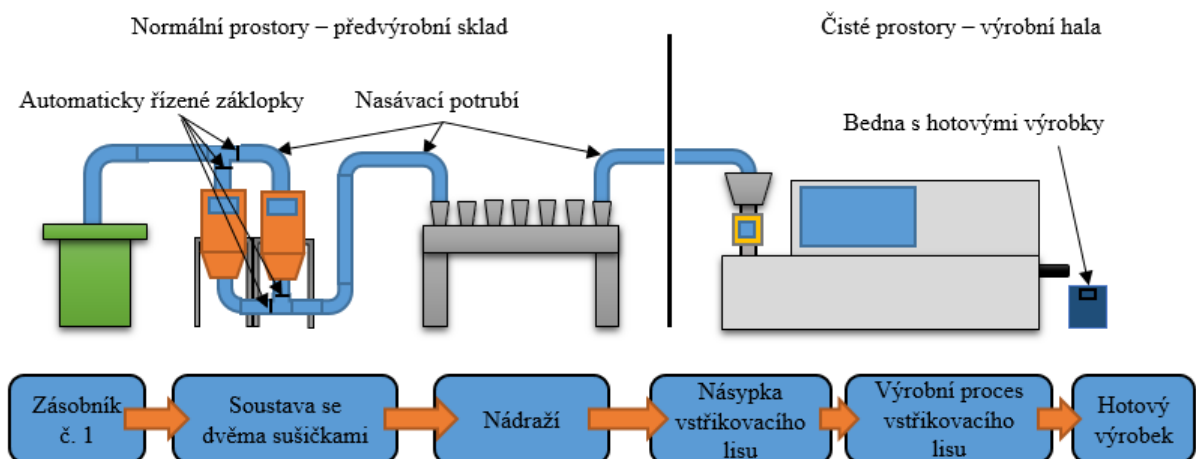 Normální prostory – předvýrobní sklad
Čisté prostory – výrobní hala
Automaticky řízené záklopky
Nasávací potrubí
Bedna s hotovými výrobky
Zásobník
č. 1
Soustava se
dvěma sušičkami
Nádraží
Násypka
vstřikovacího
lisu
Výrobní proces
vstřikovacího
lisu
Hotový
výrobek